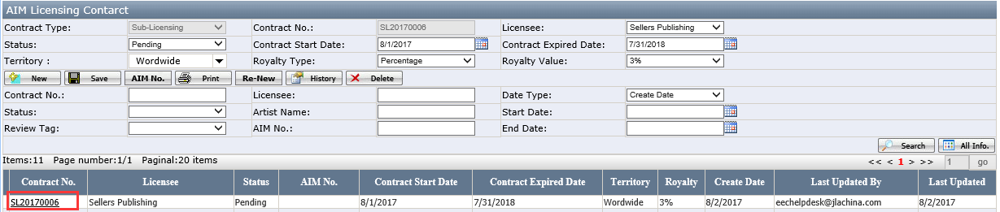 AIM Licensing Contarct
Contract Type: Sub-Licensing Contract No.: SL20170006 Licensee: Sellers Publishing
Status: Pending Contract Start Date: 8/1/2017 Contract Expired Date: 7/31/2018
Territory : Wordwide Royalty Type: Percentage Royalty Value: 3%
New Save AIM No. Print Re-New History Delete
Contract No.: Licensee: Date Type: Create Date
Status: Artist Name: Start Date:
Review Tag: AIM No.: End Date:
Search All Info.
Items:11 Page number:1/1 Paginal:20 items << < 1 > >> 1 go
Contract No. Licensee Status AIM No. Contract Start Date Contract Expired Date Territory Royalty Create Date Last Updated By Last Updated
SL20170006 Sellers Publishing Pending 8/1/2017 7/31/2018 Wordwide 3% 8/2/2017 eechelpdesk@jlachina.com 8/2/2017